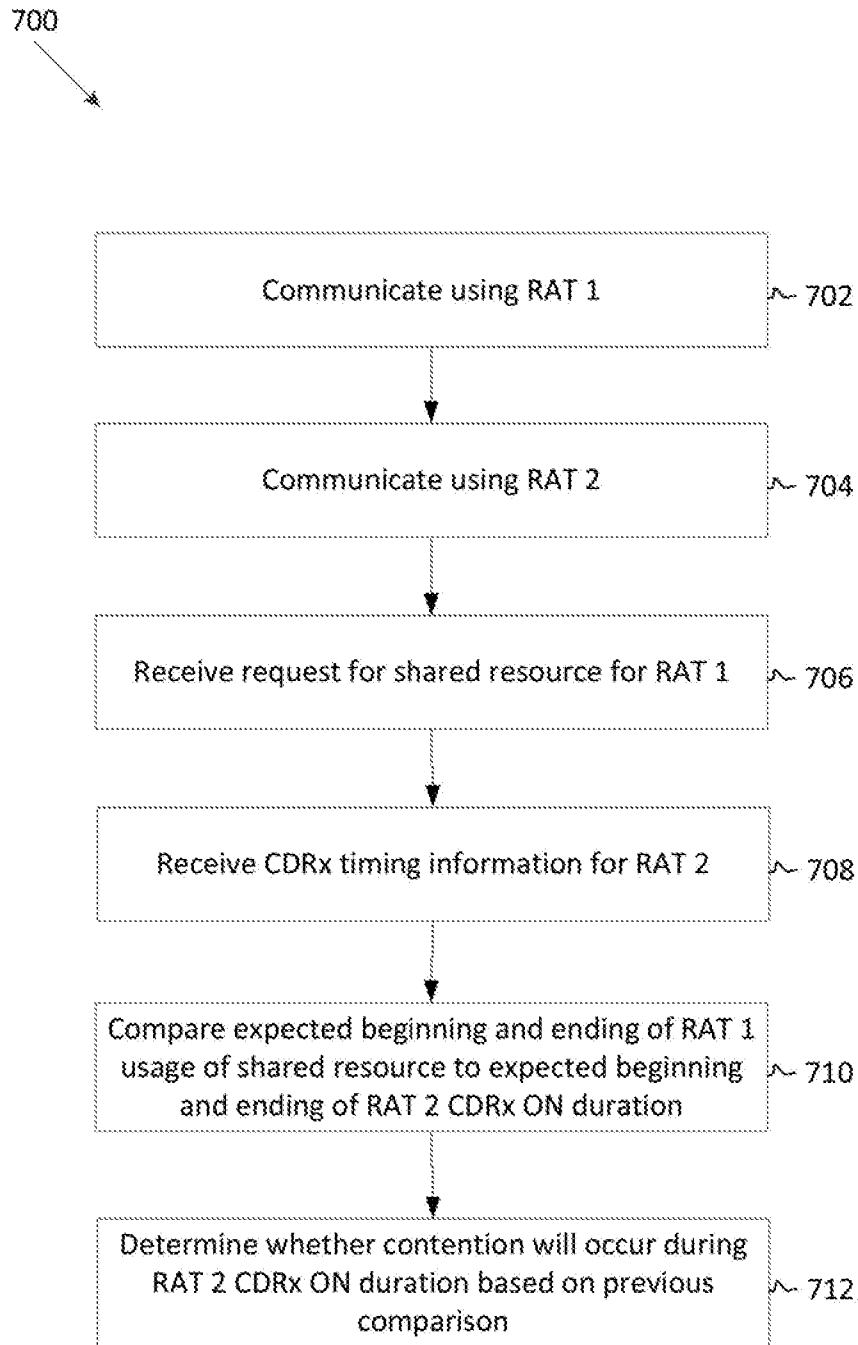 700
Communicate using RAT 1
702
Communicate using RAT 2
704
Receive request for shared resource for RAT 1
706
Receive CDRx timing information for RAT 2
708
Compare expected beginning and ending of RAT 1
usage of shared resource to expected beginning
and ending of RAT 2 CDRx ON duration
710
Determine whether contention will occur during
RAT 2 CDRx ON duration based on previous
comparison
712